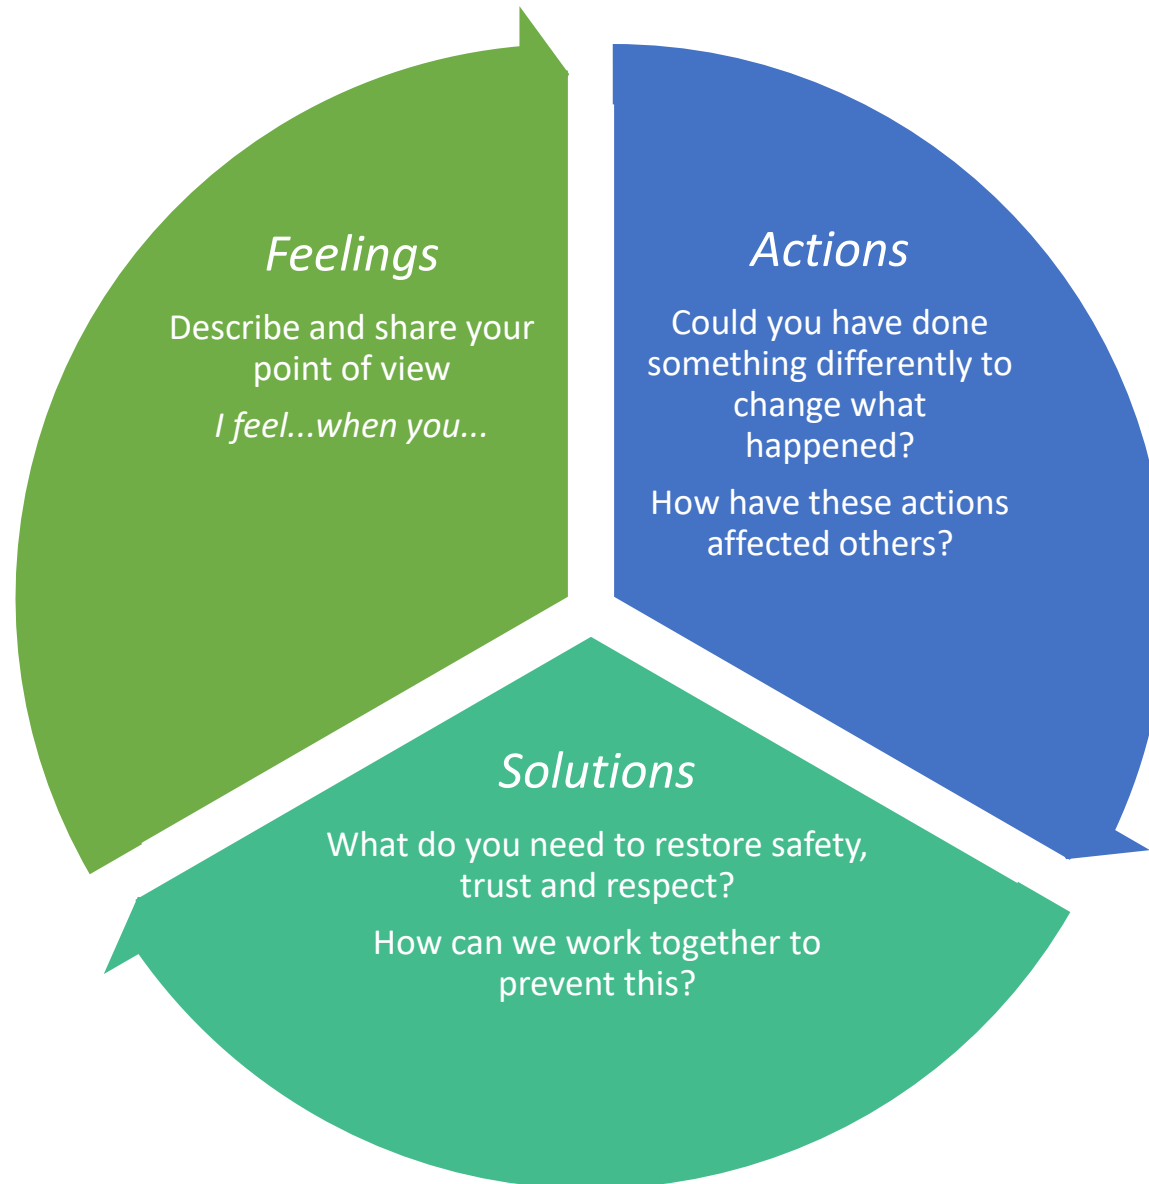 Feelings
Describe and share your
point of view
I feel...when you...
Actions
Could you have done
something differently to
change what
happened?
How have these actions
affected others?
Solutions
What do you need to restore safety,
trust and respect?
How can we work together to
prevent this?